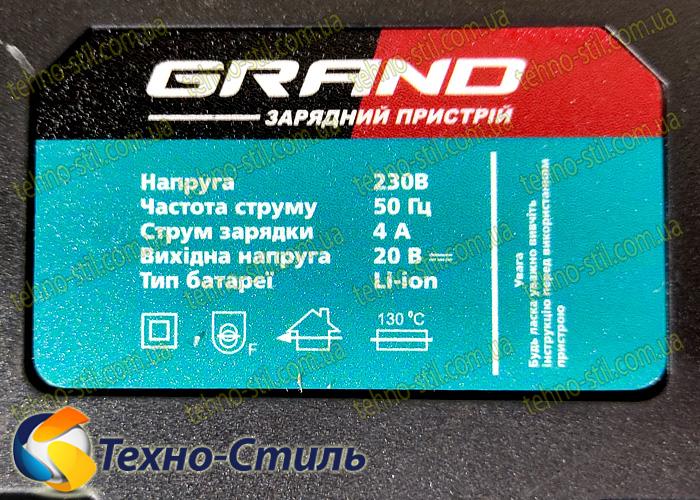 GRAND
ЗАРЯДНИЙ ПРИСТРІЙ
Напруга 230В
Частота струму 50 Гц
Струм зарядки 4 А
Вихідна напруга 20 В
Тип батареї Li-ion
F
130 °C
Увага
Будь ласка уважно вивчіть
інструкцію перед використанням
пристрою
tehno-stil.com.ua
Техно-Стиль